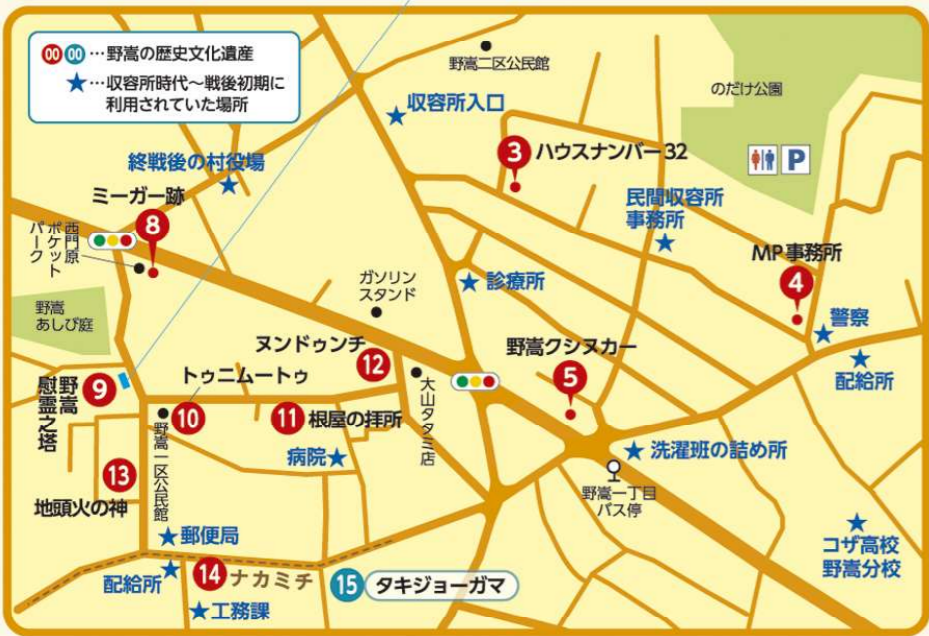 00 00 …野嵩の歴史文化遺産
★…収容所時代〜戦後初期に
利用されていた場所
野嵩二区公民館
のだけ公園
収容所入口
3 ハウスナンバー32
P
終戦後の村役場
民間収容所
事務所
ミーガー跡
8
西門原
ポケット
パーク
MP事務所
4
ガソリン
スタンド
診療所
野嵩
あしび庭
警察
ヌンドゥンチ
12
野嵩クシヌカー
5
配給所
トゥニムートゥ
10
大山タタミ店
野嵩
慰霊之塔
9
11 根屋の拝所
病院
野嵩一区公民館
洗濯班の詰め所
13
地頭火の神
野嵩一丁目
バス停
郵便局
コザ高校
野嵩分校
配給所
14 ナカミチ
15 タキジョーガマ
工務課